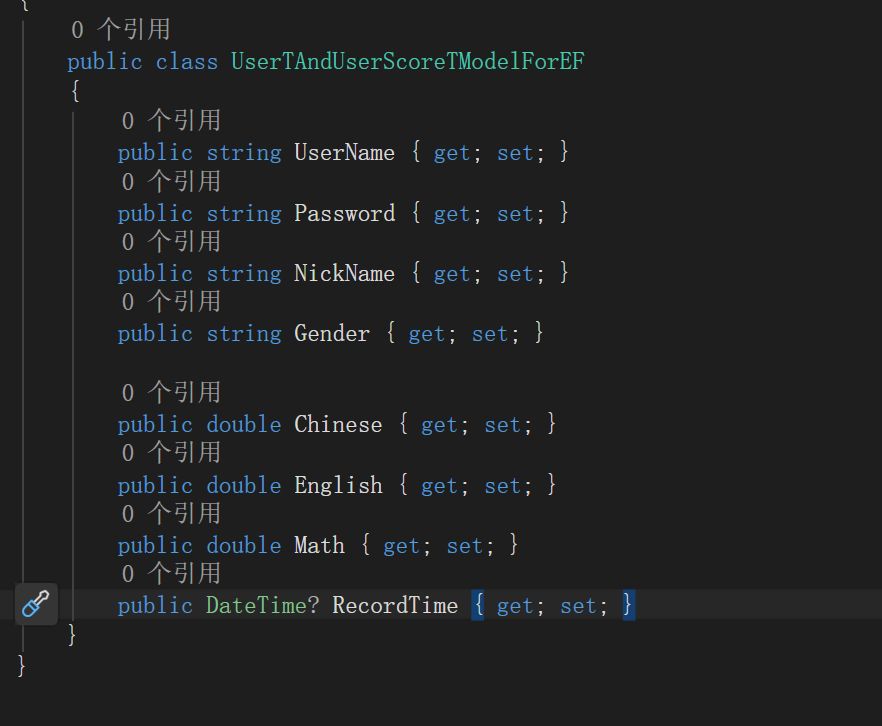 {
0 个引用
public class UserTAndUserScoreTModelForEF
{
0 个引用
public string UserName { get; set; }
0 个引用
public string Password { get; set; }
0 个引用
public string NickName { get; set; }
0 个引用
public string Gender { get; set; }
0 个引用
public double Chinese { get; set; }
0 个引用
public double English { get; set; }
0 个引用
public double Math { get; set; }
0 个引用
public DateTime? RecordTime { get; set; }
}
}